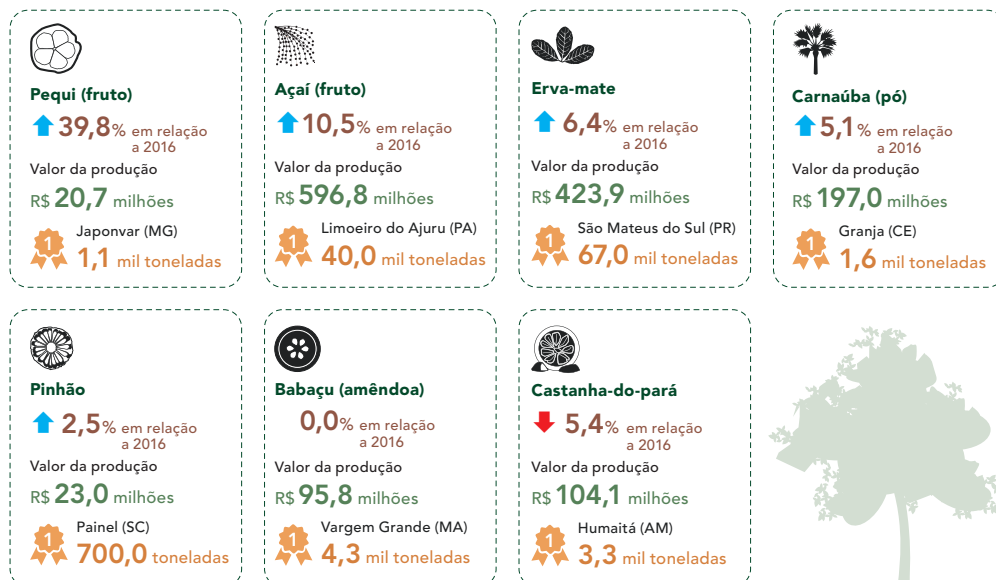 Pequi (fruto)
39,8% em relação
a 2016
Valor da produção
R$ 20,7 milhões
1
Japonvar (MG)
1,1 mil toneladas
Açaí (fruto)
10,5% em relação
a 2016
Valor da produção
R$ 596,8 milhões
1
Limoeiro do Ajuru (PA)
40,0 mil toneladas
Erva-mate
6,4% em relação
a 2016
Valor da produção
R$ 423,9 milhões
1
São Mateus do Sul (PR)
67,0 mil toneladas
Carnaúba (pó)
5,1% em relação
a 2016
Valor da produção
R$ 197,0 milhões
1
Granja (CE)
1,6 mil toneladas
Pinhão
2,5% em relação
a 2016
Valor da produção
R$ 23,0 milhões
1
Painel (SC)
700,0 toneladas
Babaçu (amêndoa)
0,0% em relação
a 2016
Valor da produção
R$ 95,8 milhões
1
Vargem Grande (MA)
4,3 mil toneladas
Castanha-do-pará
5,4% em relação
a 2016
Valor da produção
R$ 104,1 milhões
1
Humaitá (AM)
3,3 mil toneladas